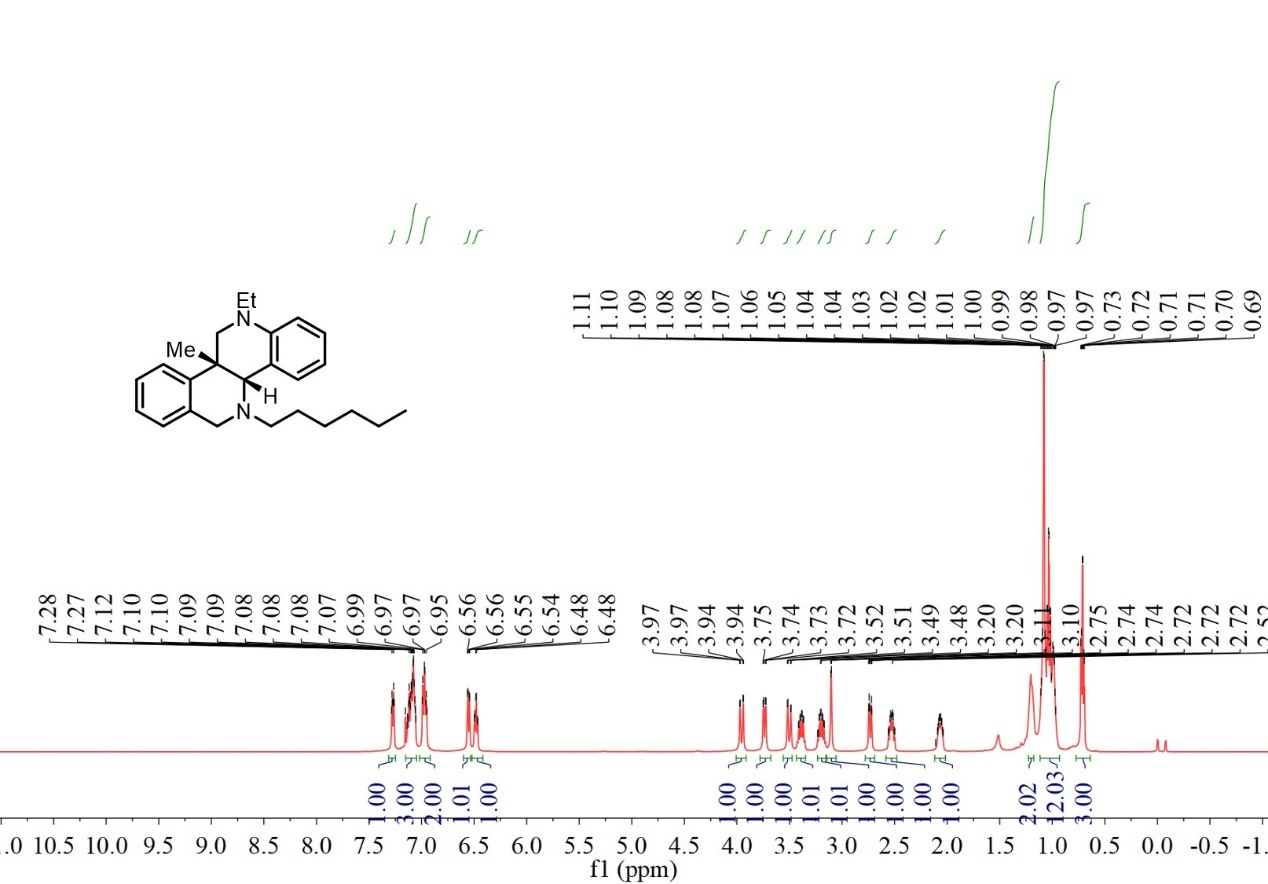 Et
N
Me
H
N
1.11 1.10 1.09 1.08 1.08 1.07 1.06 1.05 1.04 1.04 1.03 1.02 1.02 1.01 1.00 0.99 0.98 0.97 0.97 0.73 0.72 0.71 0.71 0.70 0.69
7.28 7.27 7.12 7.10 7.10 7.09 7.09 7.08 7.08 7.08 7.07 6.99 6.97 6.97 6.95 6.56 6.56 6.55 6.54 6.48 6.48
3.97 3.97 3.94 3.94 3.75 3.74 3.73 3.72 3.52 3.51 3.49 3.48 3.20 3.20 3.11 3.10 2.75 2.74 2.74 2.72 2.72 2.72 2.52
1.00 3.00 2.00 1.01 1.00 1.00 1.00 1.00 1.01 1.01 1.00 1.00 1.00 1.00 2.02 12.03 3.00
.0 10.5 10.0 9.5 9.0 8.5 8.0 7.5 7.0 6.5 6.0 5.5 5.0 4.5 4.0 3.5 3.0 2.5 2.0 1.5 1.0 0.5 0.0 -0.5 -1.
f1 (ppm)